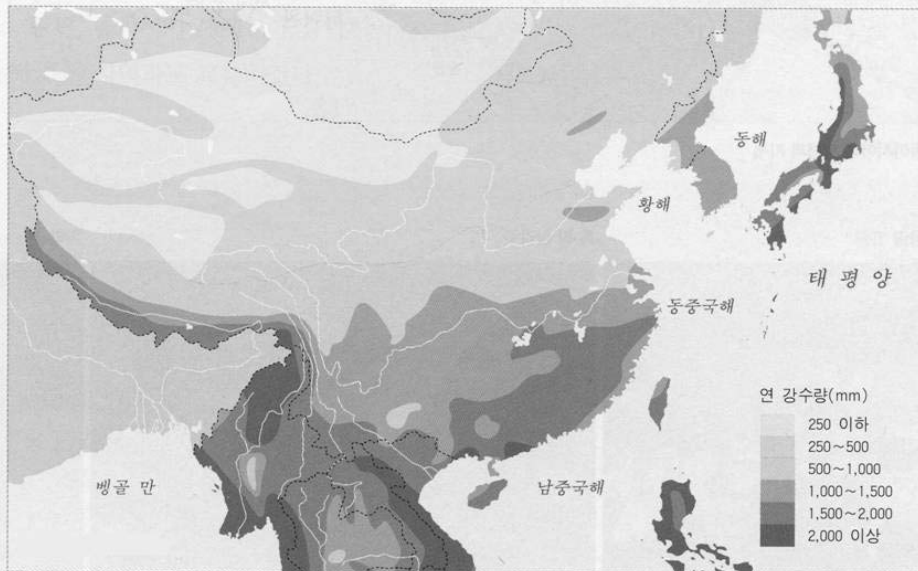 동해
황해
태평양
동중국해
벵골 만
남중국해
연 강수량(mm)
250 이하
250~500
500~1,000
1,000~1,500
1,500~2,000
2,000 이상